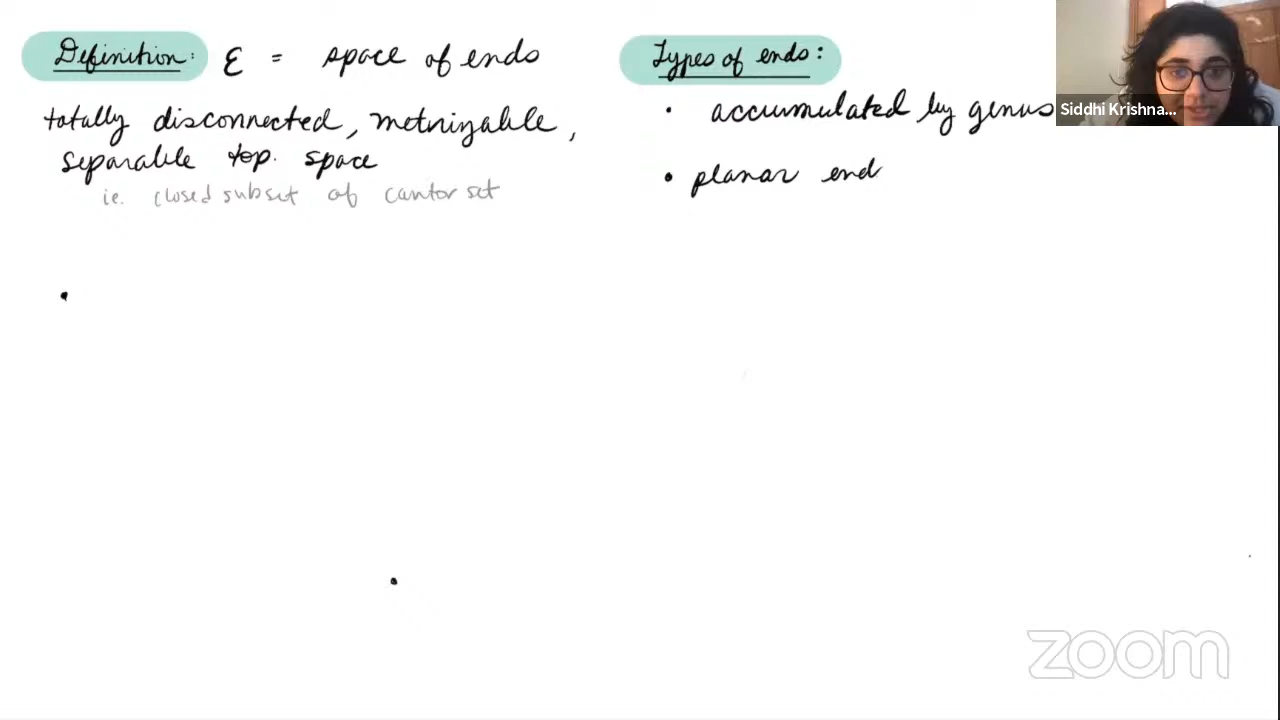 Definition: ε = space of ends
totally disconnected, metrizable,
separable top. space
ie. closed subset of cantor set
Types of ends:
• accumulated by genus
• planar end
Siddhi Krishna...
zoom